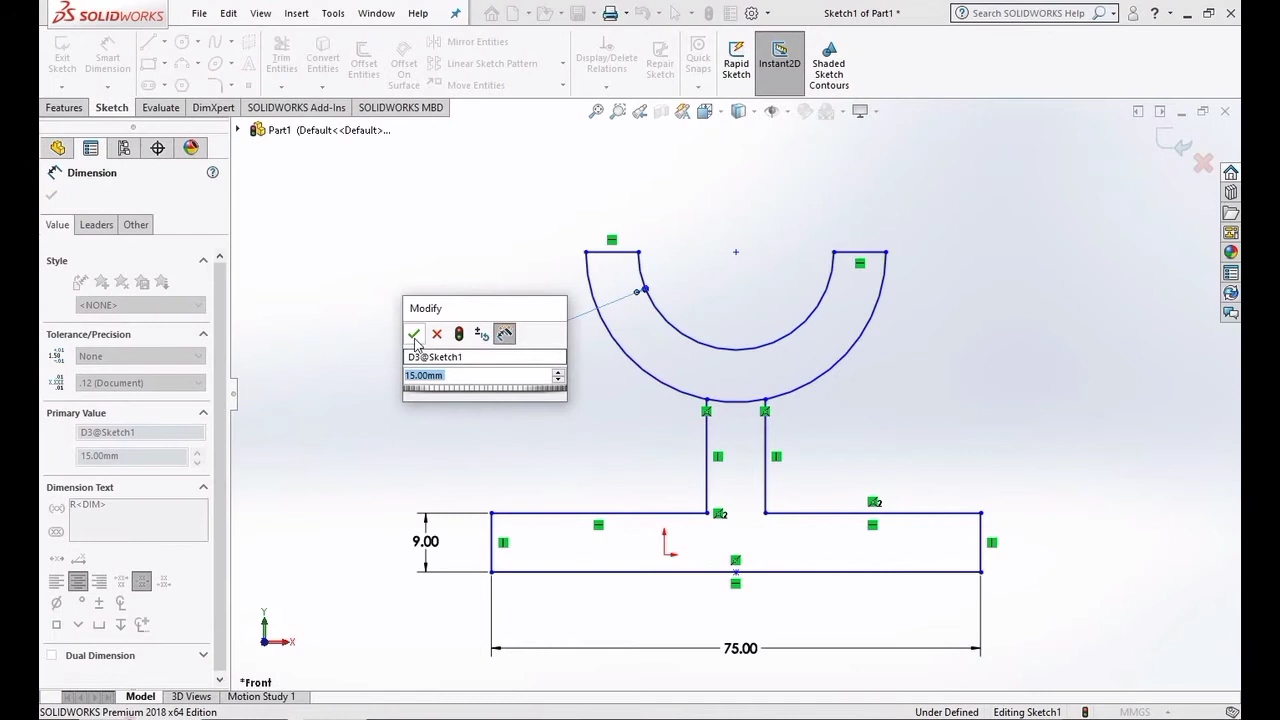 SOLIDWORKS File Edit View Insert Tools Window Help Sketch1 of Part1 * Search SOLIDWORKS Help ?
Exit Sketch
Smart Dimension
Trim Entities
Convert Entities
Offset Entities
Offset On Surface
Mirror Entities
Linear Sketch Pattern
Move Entities
Display/Delete Relations
Repair Sketch
Quick Snaps
Rapid Sketch
Instant2D
Shaded Sketch Contours
Features Sketch Evaluate DimXpert SOLIDWORKS Add-Ins SOLIDWORKS MBD
Part1 (Default<<Default>...
Dimension
Value Leaders Other
Style
<NONE>
Tolerance/Precision
None
.12 (Document)
Primary Value
D3@Sketch1
15.00mm
Dimension Text
R<DIM>
Dual Dimension
Modify
D3@Sketch1
15.00mm
2
2
9.00
75.00
Y
X
*Front
Model 3D Views Motion Study 1
SOLIDWORKS Premium 2018 x64 Edition Under Defined Editing Sketch1 MMGS